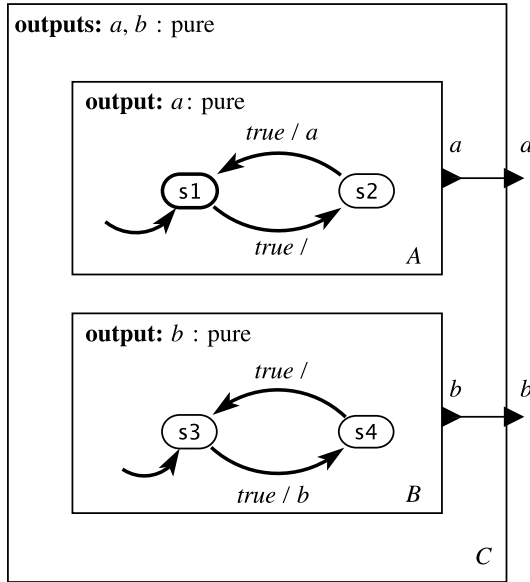 outputs: a, b : pure
output: a: pure
true / a
s1
s2
true /
A
a
a
output: b : pure
true /
s3
s4
true / b
B
b
b
C